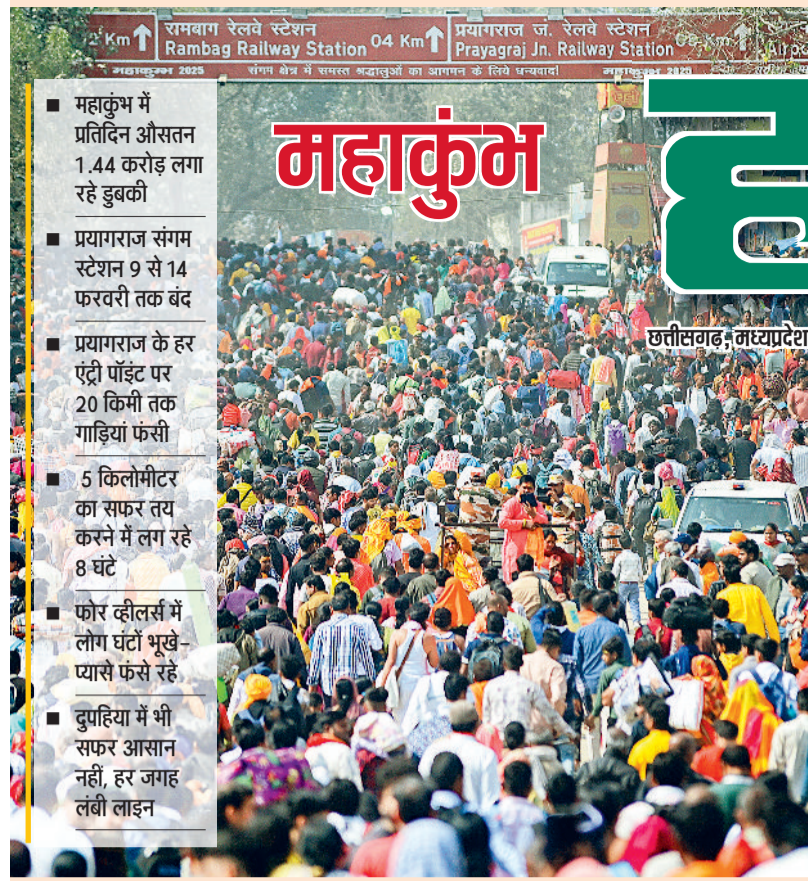 रामबाग रेलवे स्टेशन
Km Rambag Railway Station 04 Km
प्रयागराज जं. रेलवे स्टेशन
Prayagraj Jn. Railway Station
महाकुम्भ 2025 संगम क्षेत्र में समस्त श्रद्धालुओं का आगमन के लिये धन्यवाद!
महाकुंभ
ह
छत्तीसगढ़, मध्यप्रदेश
महाकुंभ में
प्रतिदिन औसतन
1.44 करोड़ लगा
रहे डुबकी
प्रयागराज संगम
स्टेशन 9 से 14
फरवरी तक बंद
प्रयागराज के हर
एंट्री पॉइंट पर
20 किमी तक
गाड़ियां फंसी
5 किलोमीटर
का सफर तय
करने में लग रहे
8 घंटे
फोर व्हीलर्स में
लोग घंटों भूखे-
प्यासे फंसे रहे
दुपहिया में भी
सफर आसान
नहीं, हर जगह
लंबी लाइन